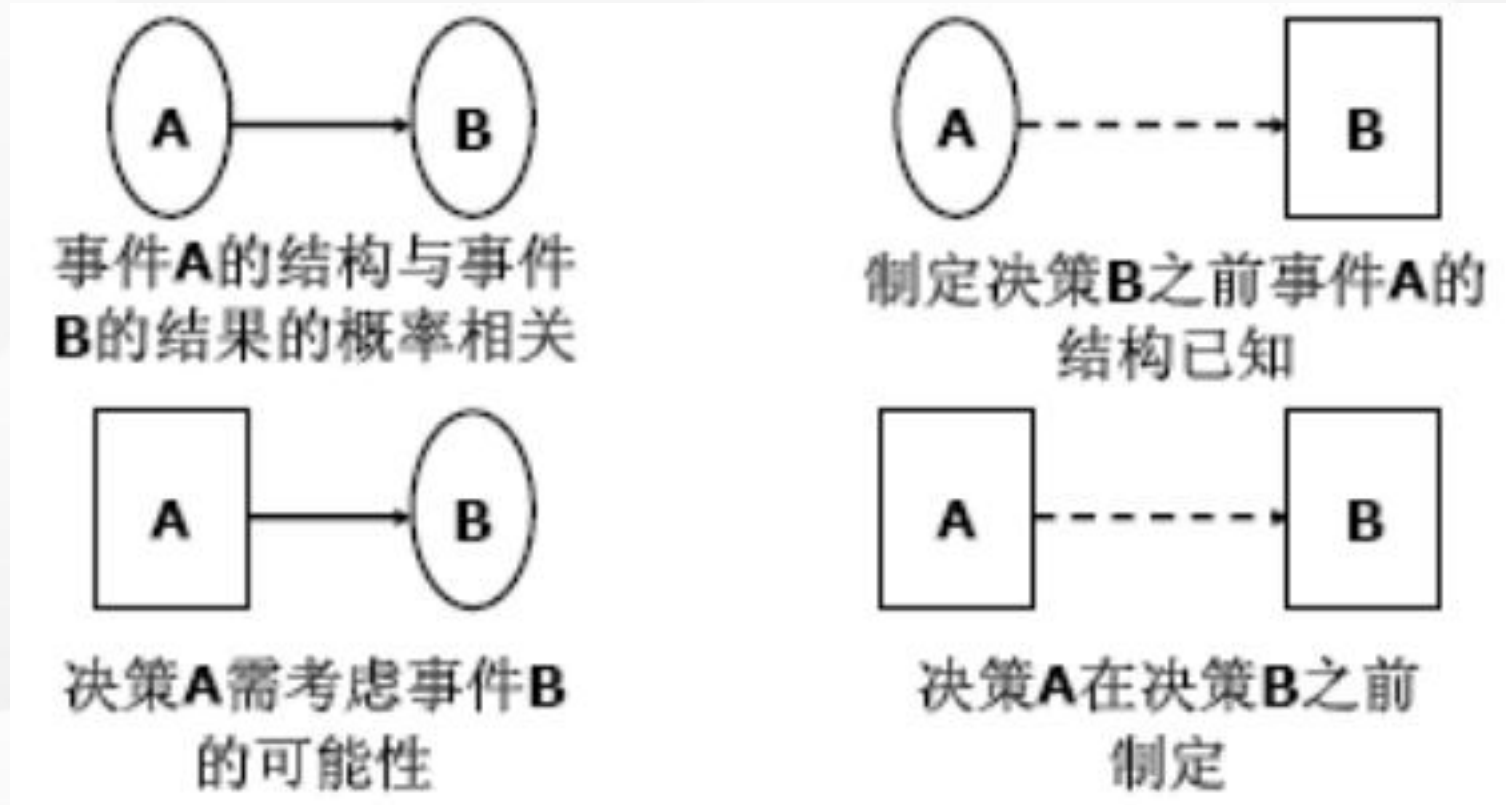 A
B
A
B
事件A的结构与事件
B的结果的概率相关
制定决策B之前事件A的
结构已知
A
B
A
B
决策A需考虑事件B
的可能性
决策A在决策B之前
制定